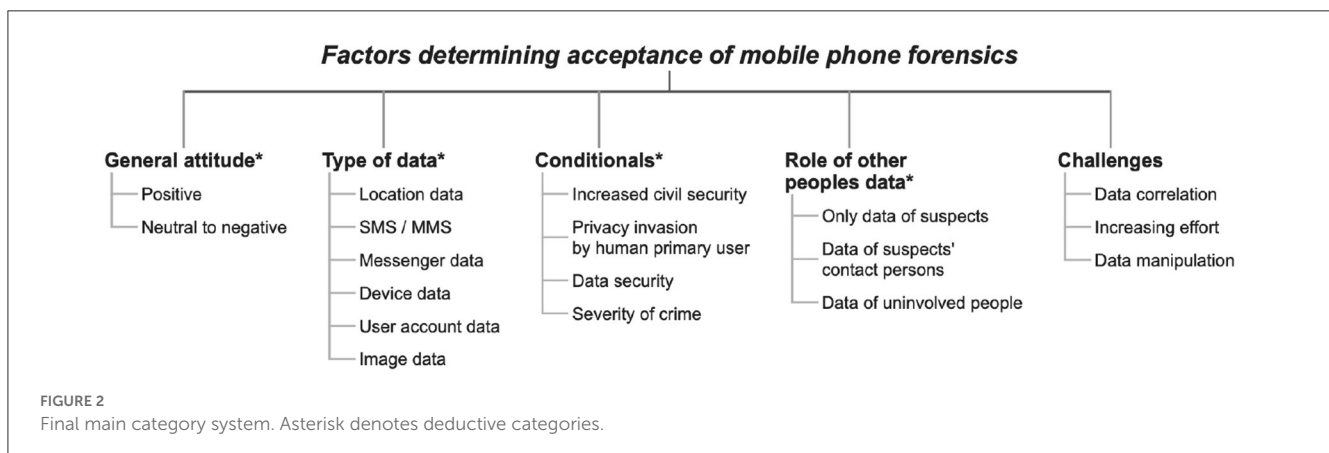 Factors determining acceptance of mobile phone forensics
General attitude*
Positive
Neutral to negative
Type of data*
Location data
SMS / MMS
Messenger data
Device data
User account data
Image data
Conditionals*
Increased civil security
Privacy invasion
by human primary user
Data security
Severity of crime
Role of other
peoples data*
Only data of suspects
Data of suspects'
contact persons
Data of uninvolved people
Challenges
Data correlation
Increasing effort
Data manipulation
FIGURE 2
Final main category system. Asterisk denotes deductive categories.